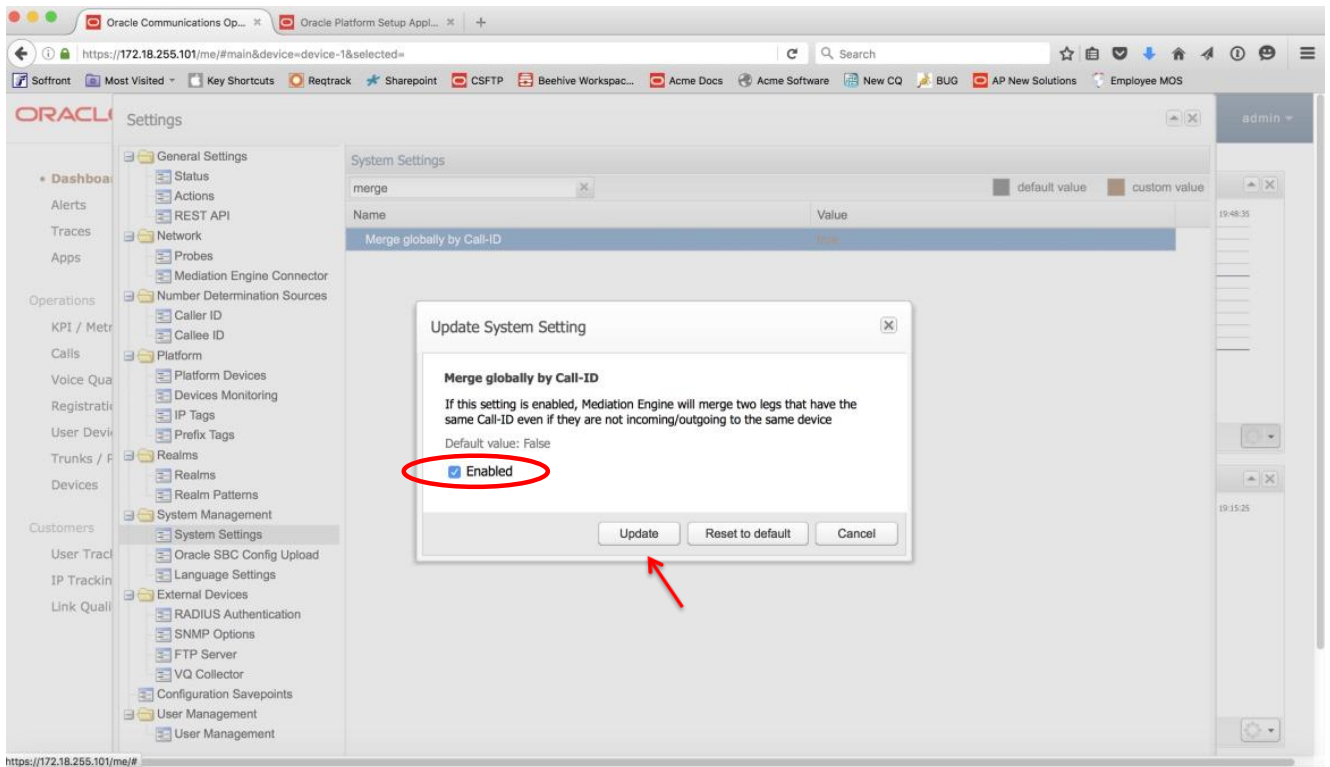 Oracle Communications Op... ×
Oracle Platform Setup Appl... × +
https://172.18.255.101/me/#main&device=device-1&selected=
Search
Soffront Most Visited Key Shortcuts Reqtrack Sharepoint CSFTP Beehive Workspac... Acme Docs Acme Software New CQ BUG AP New Solutions Employee MOS
ORACL
Settings
admin
• Dashboa
Alerts
Traces
Apps
Operations
KPI / Metr
Calls
Voice Qua
Registrati
User Devi
Trunks /
Devices
Customers
User Trac
IP Trackin
Link Quali
General Settings
Status
Actions
REST API
Network
Probes
Mediation Engine Connector
Number Determination Sources
Caller ID
Callee ID
Platform
Platform Devices
Devices Monitoring
IP Tags
Prefix Tags
Realms
Realms
Realm Patterns
System Management
System Settings
Oracle SBC Config Upload
Language Settings
External Devices
RADIUS Authentication
SNMP Options
FTP Server
VQ Collector
Configuration Savepoints
User Management
User Management
System Settings
merge
default value custom value
Name Value
Merge globally by Call-ID true
19:48:35
19:15:25
Update System Setting
Merge globally by Call-ID
If this setting is enabled, Mediation Engine will merge two legs that have the
same Call-ID even if they are not incoming/outgoing to the same device
Default value: False
Enabled
Update Reset to default Cancel
https://172.18.255.101/me/#